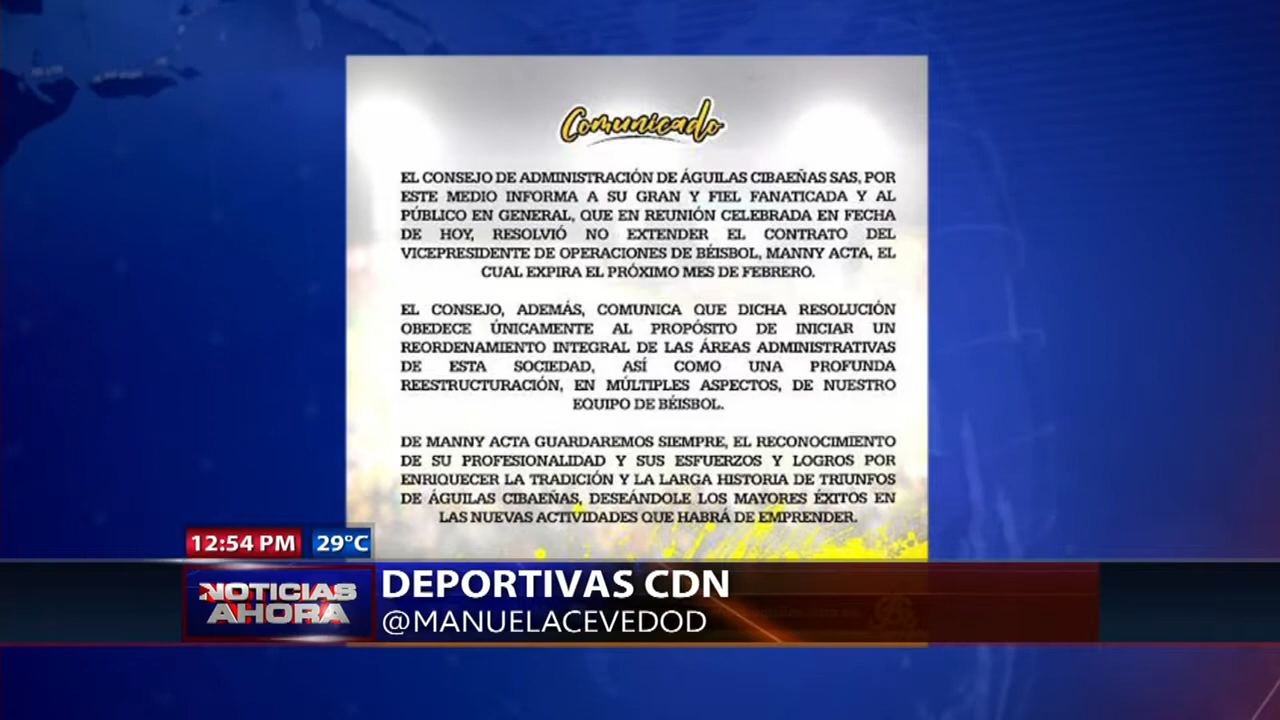 Comunicado
EL CONSEJO DE ADMINISTRACIÓN DE ÁGUILAS CIBAEÑAS SAS, POR
ESTE MEDIO INFORMA A SU GRAN Y FIEL FANATICADA Y AL
PÚBLICO EN GENERAL, QUE EN REUNIÓN CELEBRADA EN FECHA
DE HOY, RESOLVIÓ NO EXTENDER EL CONTRATO DEL
VICEPRESIDENTE DE OPERACIONES DE BÉISBOL, MANNY ACTA, EL
CUAL EXPIRA EL PRÓXIMO MES DE FEBRERO.
EL CONSEJO, ADEMÁS, COMUNICA QUE DICHA RESOLUCIÓN
OBEDECE ÚNICAMENTE AL PROPÓSITO DE INICIAR UN
REORDENAMIENTO INTEGRAL DE LAS ÁREAS ADMINISTRATIVAS
DE ESTA SOCIEDAD, ASÍ COMO UNA PROFUNDA
REESTRUCTURACIÓN, EN MÚLTIPLES ASPECTOS, DE NUESTRO
EQUIPO DE BÉISBOL.
DE MANNY ACTA GUARDAREMOS SIEMPRE, EL RECONOCIMIENTO
DE SU PROFESIONALIDAD Y SUS ESFUERZOS Y LOGROS POR
ENRIQUECER LA TRADICIÓN Y LA LARGA HISTORIA DE TRIUNFOS
DE ÁGUILAS CIBAEÑAS, DESEÁNDOLE LOS MAYORES ÉXITOS EN
LAS NUEVAS ACTIVIDADES QUE HABRÁ DE EMPRENDER.
12:54 PM 29°C
NOTICIAS
AHORA
DEPORTIVAS CDN
@MANUELACEVEDOD